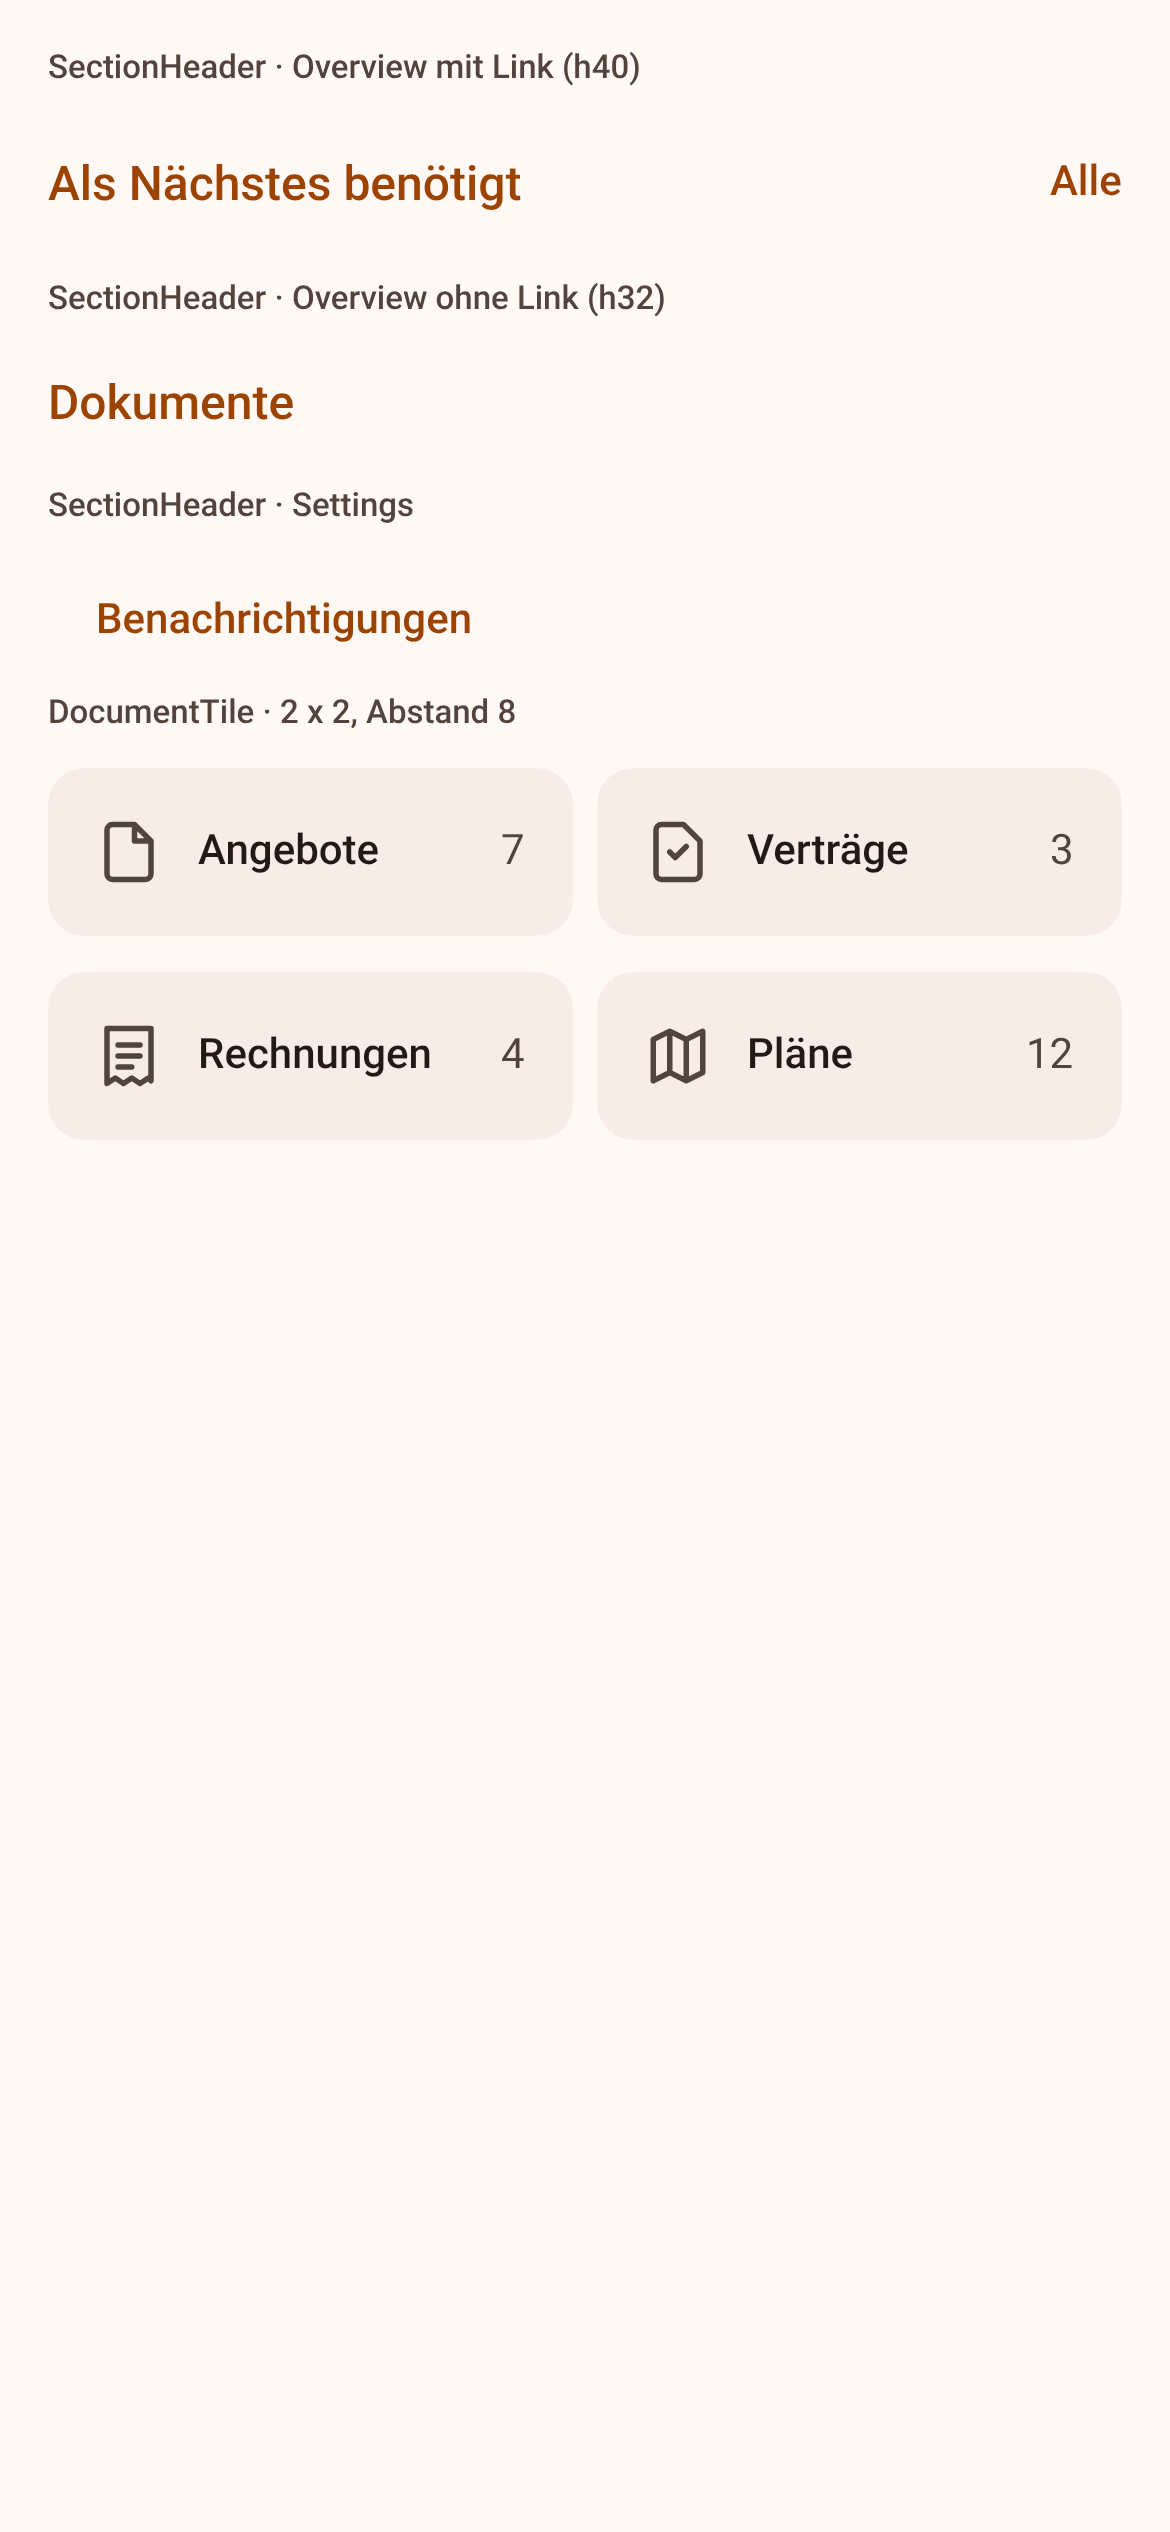 SectionHeader · Overview mit Link (h40)
Als Nächstes benötigt Alle
SectionHeader · Overview ohne Link (h32)
Dokumente
SectionHeader · Settings
Benachrichtigungen
DocumentTile · 2 x 2, Abstand 8
Angebote 7 Verträge 3
Rechnungen 4 Pläne 12